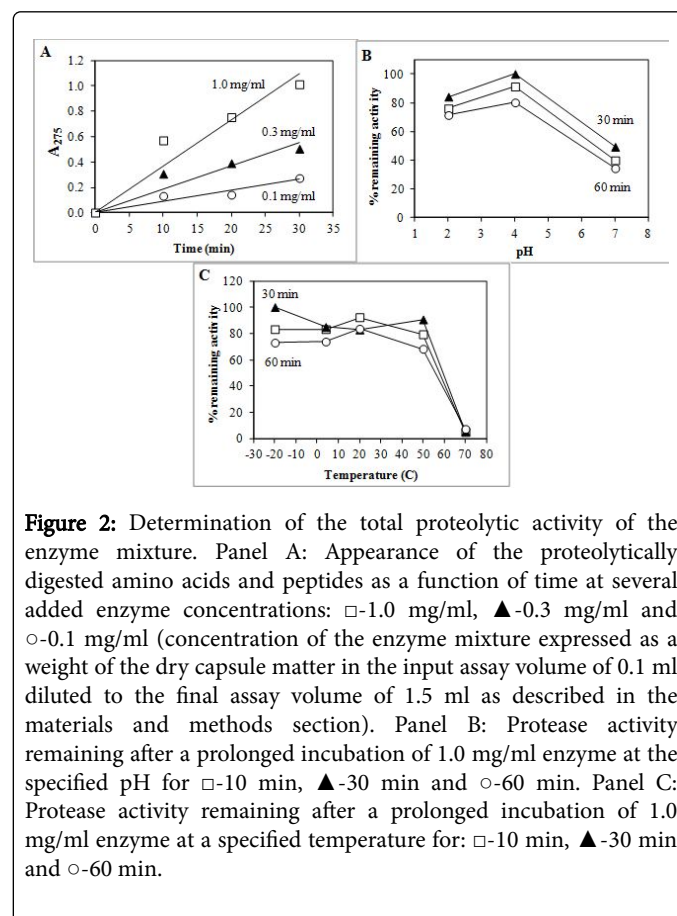 A
1.2
1.0
0.8
0.6
0.4
0.2
0.0
A275
1.0 mg/ml
0.3 mg/ml
0.1 mg/ml
0 5 10 15 20 25 30 35
Time (min)
B
100
80
60
40
20
0
% remaining activity
30 min
60 min
1 2 3 4 5 6 7 8
pH
C
120
100
80
60
40
20
0
% remaining activity
30 min
60 min
-30 -20 -10 0 10 20 30 40 50 60 70 80
Temperature (C)
Figure 2: Determination of the total proteolytic activity of the
enzyme mixture. Panel A: Appearance of the proteolytically
digested amino acids and peptides as a function of time at several
added enzyme concentrations: □-1.0 mg/ml, ▲-0.3 mg/ml and
○-0.1 mg/ml (concentration of the enzyme mixture expressed as a
weight of the dry capsule matter in the input assay volume of 0.1 ml
diluted to the final assay volume of 1.5 ml as described in the
materials and methods section). Panel B: Protease activity
remaining after a prolonged incubation of 1.0 mg/ml enzyme at the
specified pH for □-10 min, ▲-30 min and ○-60 min. Panel C:
Protease activity remaining after a prolonged incubation of 1.0
mg/ml enzyme at a specified temperature for: □-10 min, ▲-30 min
and ○-60 min.